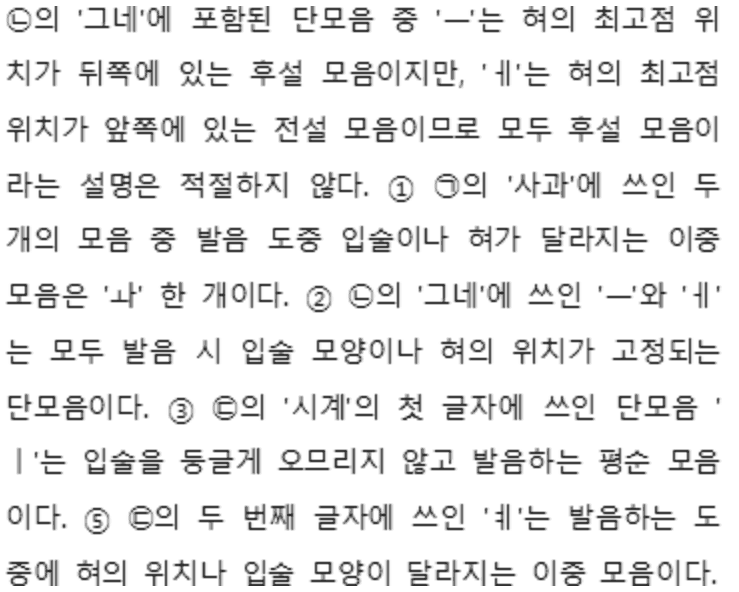 ㉡의 '그네'에 포함된 단모음 중 'ㅡ'는 혀의 최고점 위
치가 뒤쪽에 있는 후설 모음이지만, 'ㅔ'는 혀의 최고점
위치가 앞쪽에 있는 전설 모음이므로 모두 후설 모음이
라는 설명은 적절하지 않다. ① ㉠의 '사과'에 쓰인 두
개의 모음 중 발음 도중 입술이나 혀가 달라지는 이중
모음은 'ㅘ' 한 개이다. ② ㉡의 '그네'에 쓰인 'ㅡ'와 'ㅔ'
는 모두 발음 시 입술 모양이나 혀의 위치가 고정되는
단모음이다. ③ ㉢의 '시계'의 첫 글자에 쓰인 단모음 '
ㅣ'는 입술을 둥글게 오므리지 않고 발음하는 평순 모음
이다. ⑤ ㉢의 두 번째 글자에 쓰인 'ㅖ'는 발음하는 도
중에 혀의 위치나 입술 모양이 달라지는 이중 모음이다.